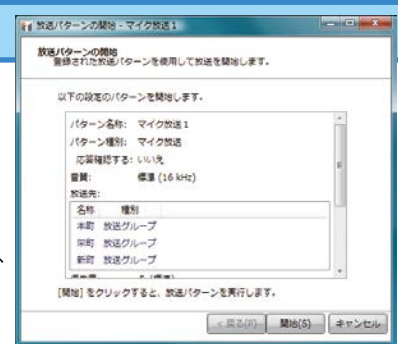 放送パターンの開始 - マイク放送1
放送パターンの開始
登録された放送パターンを使用して放送を開始します。
以下の設定のパターンを開始します。
パターン名称: マイク放送1
パターン種別: マイク放送
応答確認する: いいえ
音質: 標準 (16 kHz)
放送先:
名称 種別
本町 放送グループ
栄町 放送グループ
新町 放送グループ
[開始] をクリックすると、放送パターンを実行します。
< 戻る(B) 開始(S) キャンセル
、